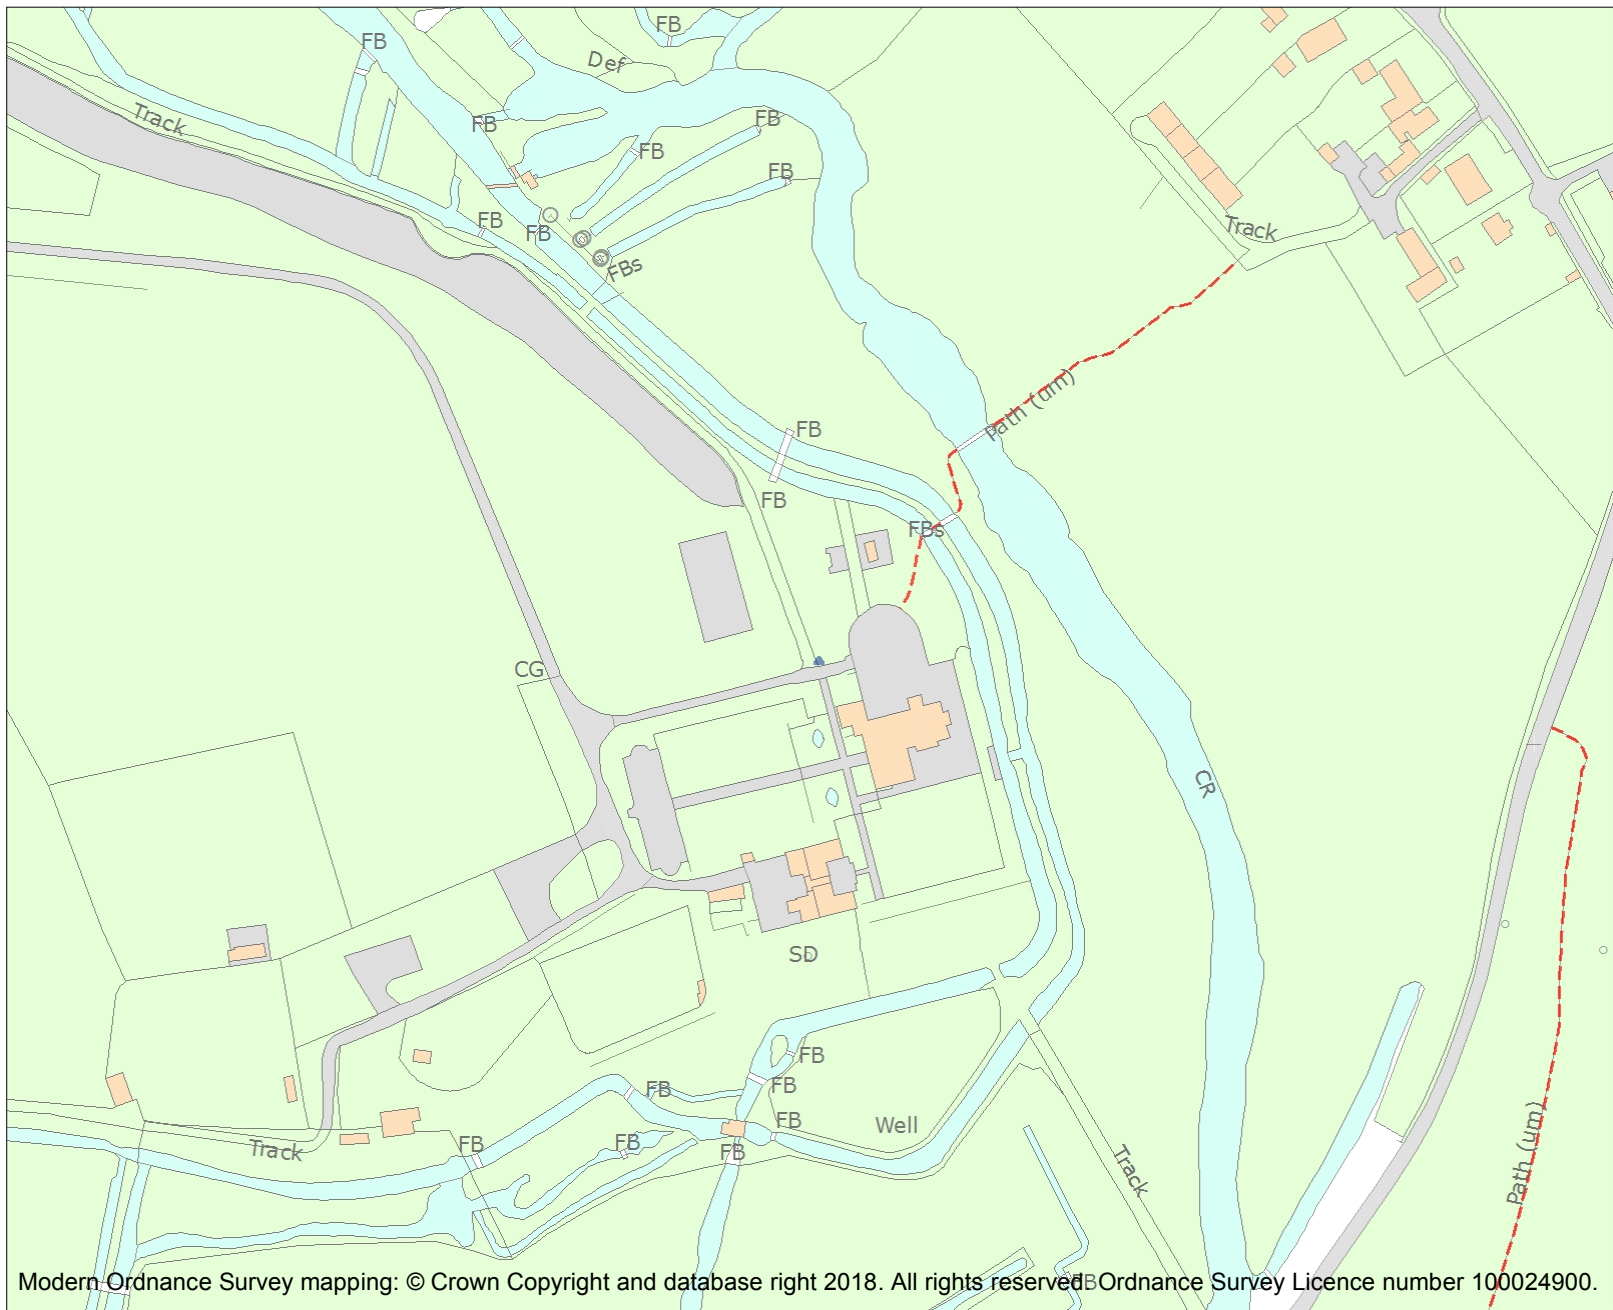 FB
FB
Def
Track
FB
FB
FB
FB
FB
FB
FBs
Track
Path (um)
FB
FB
FBs
CG
CR
SD
FB
FB
FB
FB
Well
FB
FB
FB
Track
Track
Path (um)
FB
Modern Ordnance Survey mapping: © Crown Copyright and database right 2018. All rights reserved. Ordnance Survey Licence number 100024900.